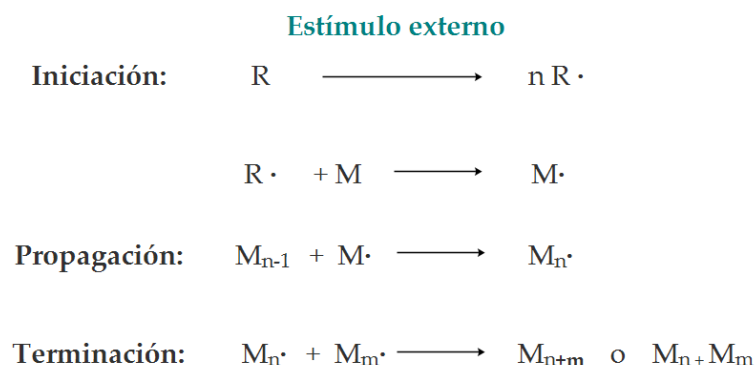 Estímulo externo
Iniciación: R ⟶ n R ·
R · + M ⟶ M·
Propagación: Mₙ₋₁ + M· ⟶ Mₙ·
Terminación: Mₙ· + Mₘ· ⟶ Mₙ₊ₘ o Mₙ + Mₘ